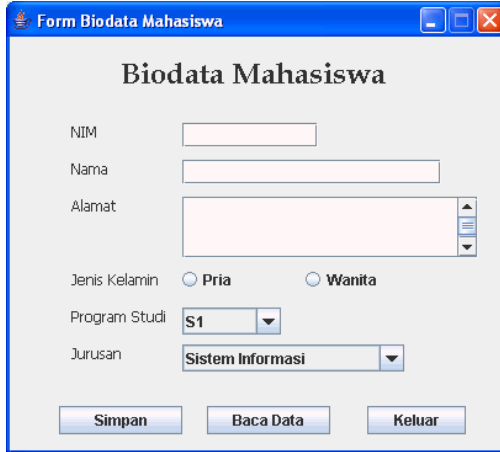 Form Biodata Mahasiswa
Biodata Mahasiswa
NIM
Nama
Alamat
Jenis Kelamin Pria Wanita
Program Studi S1
Jurusan Sistem Informasi
Simpan Baca Data Keluar